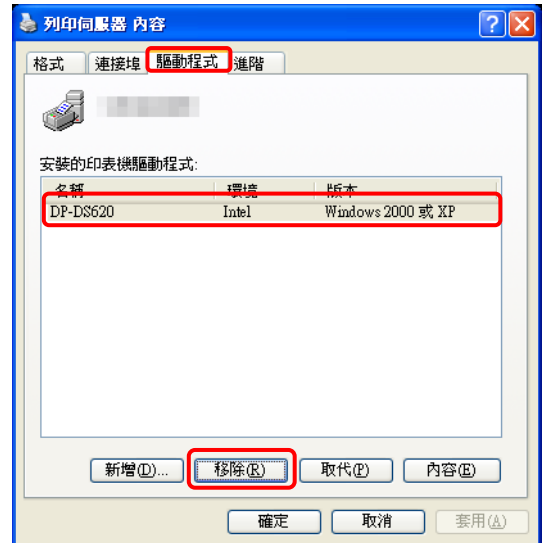 列印伺服器 內容
格式 連接埠 驅動程式 進階
安裝的印表機驅動程式:
名稱 環境 版本
DP-DS620 Intel Windows 2000 或 XP
新增(D)... 移除(R) 取代(P) 內容(E)
確定 取消 套用(A)